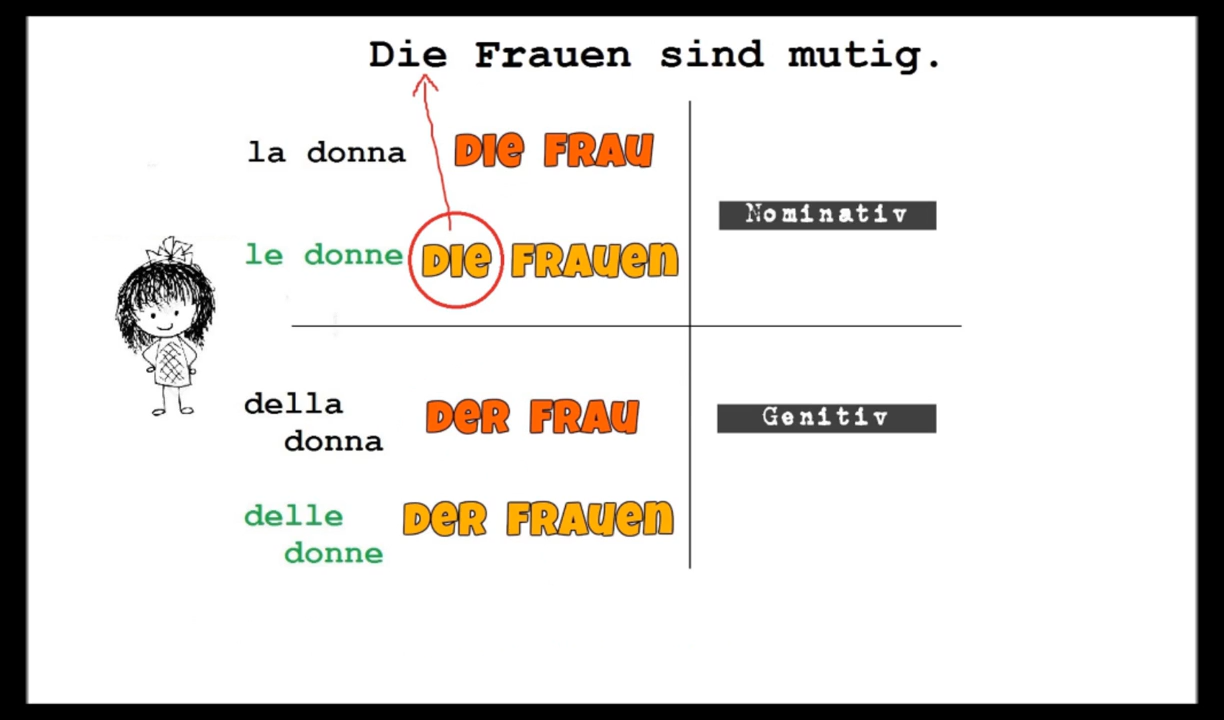 Die Frauen sind mutig.
la donna DIE FRAU
Nominativ
le donne DIE FRAUEN
della
donna
DER FRAU
Genitiv
delle
donne
DER FRAUEN